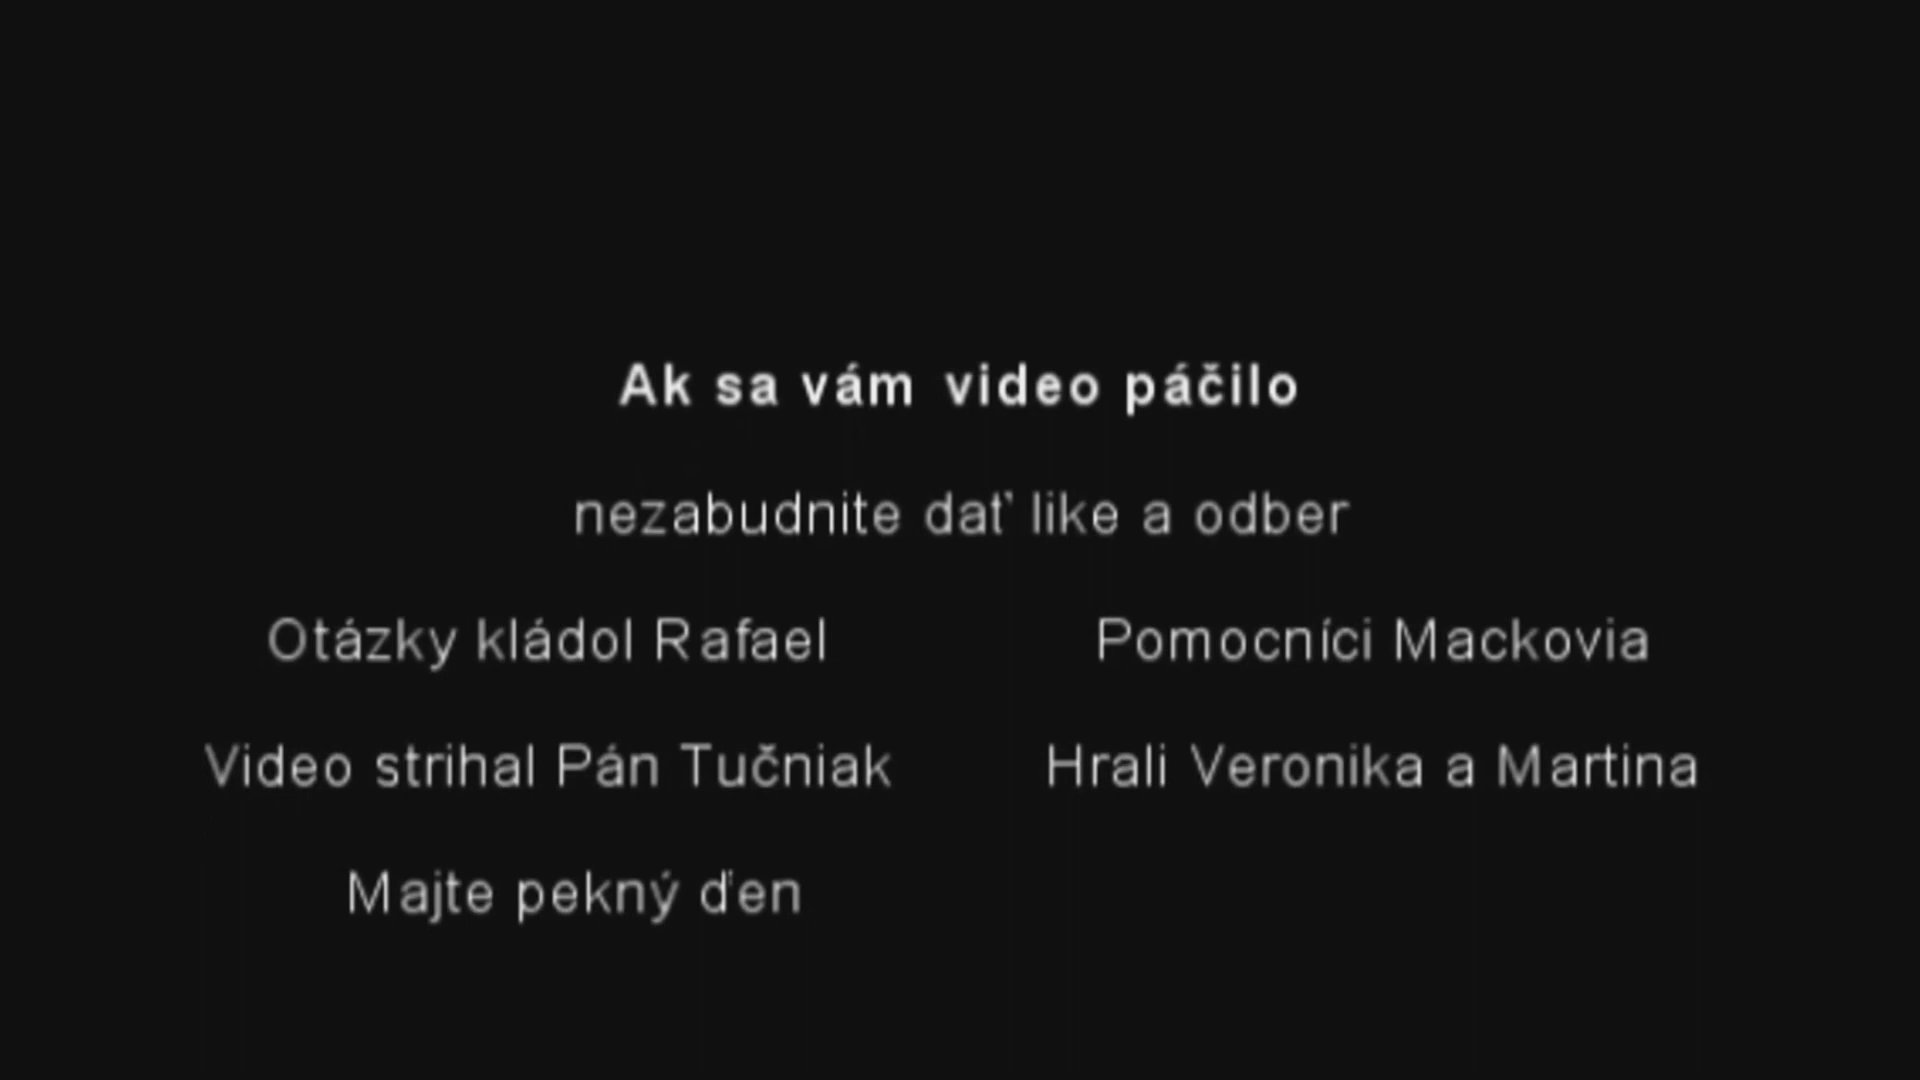 Ak sa vám video páčilo
nezabudnite dať like a odber
Otázky kládol Rafael
Pomocníci Mackovia
Video strihal Pán Tučniak
Hrali Veronika a Martina
Majte pekný ďen